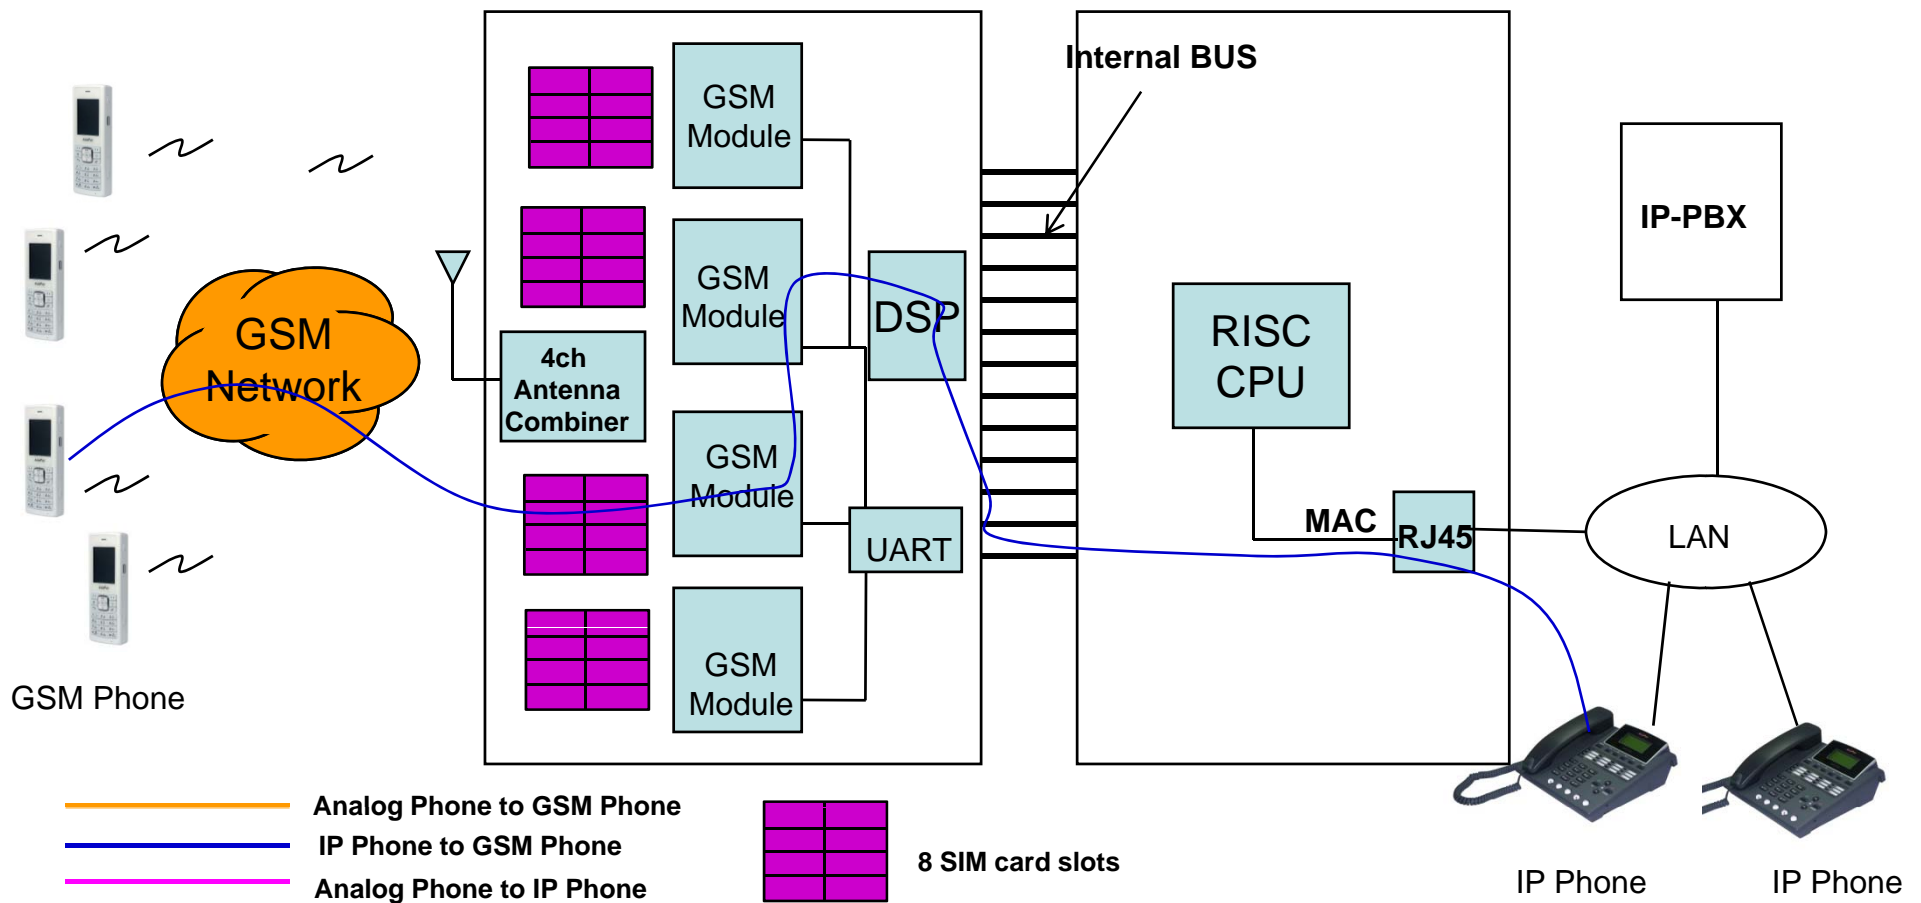 GSM
Module
Internal BUS
IP-PBX
GSM
Module
DSP
GSM
Network
4ch
Antenna
Combiner
RISC
CPU
GSM
Module
UART
MAC
RJ45
LAN
GSM
Module
GSM Phone
Analog Phone to GSM Phone
IP Phone to GSM Phone
Analog Phone to IP Phone
8 SIM card slots
IP Phone
IP Phone